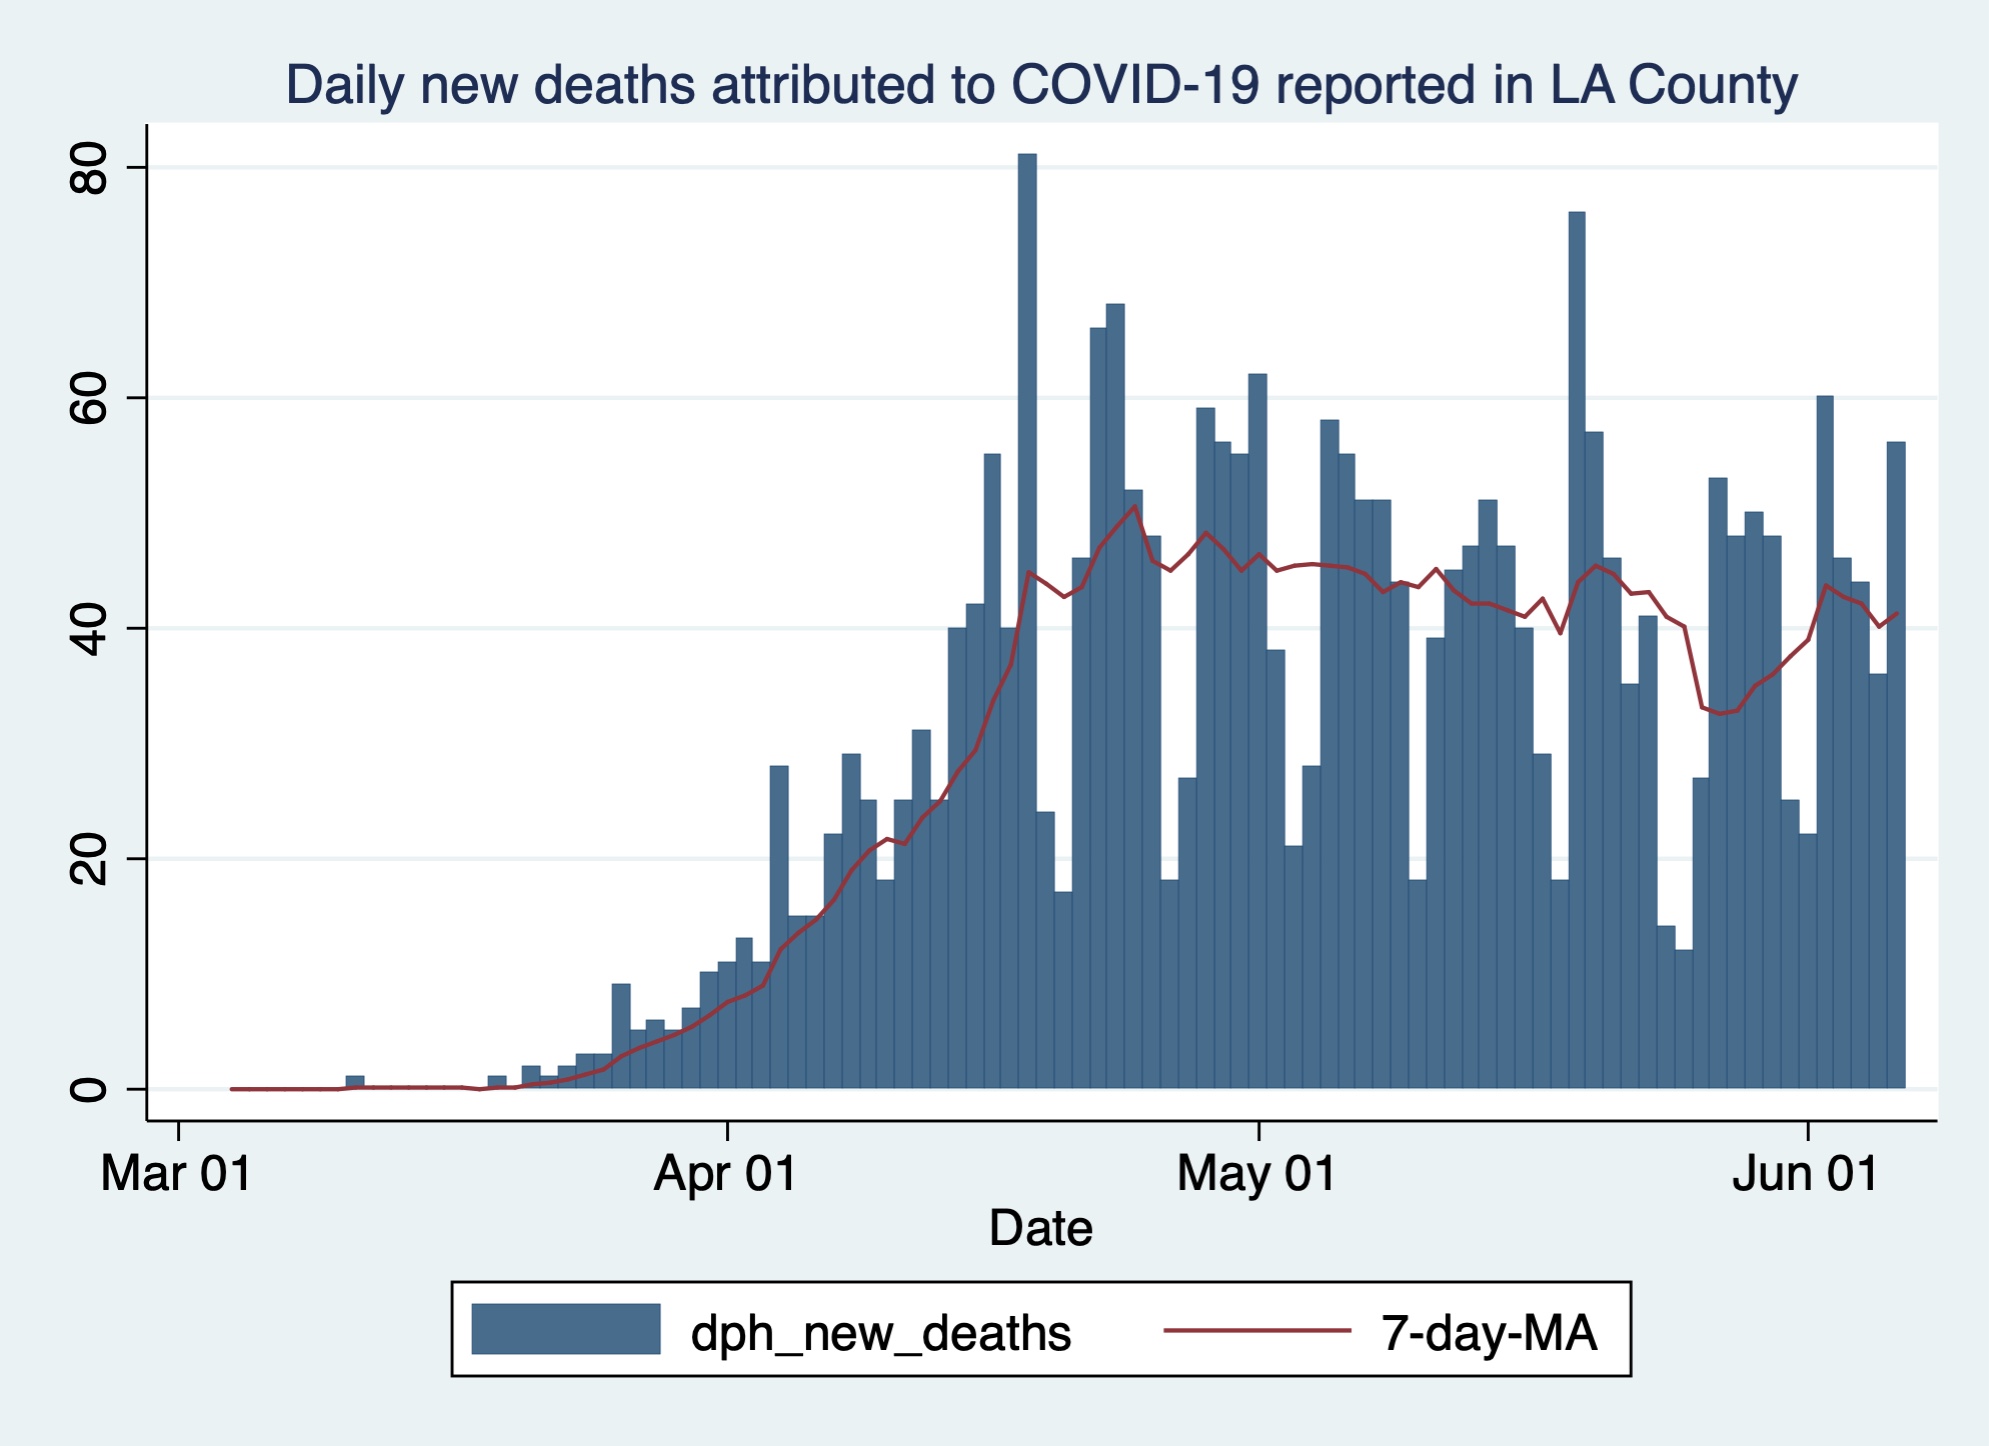 Daily new deaths attributed to COVID-19 reported in LA County
80
60
40
20
0
Mar 01 Apr 01 May 01 Jun 01
Date
dph_new_deaths 7-day-MA